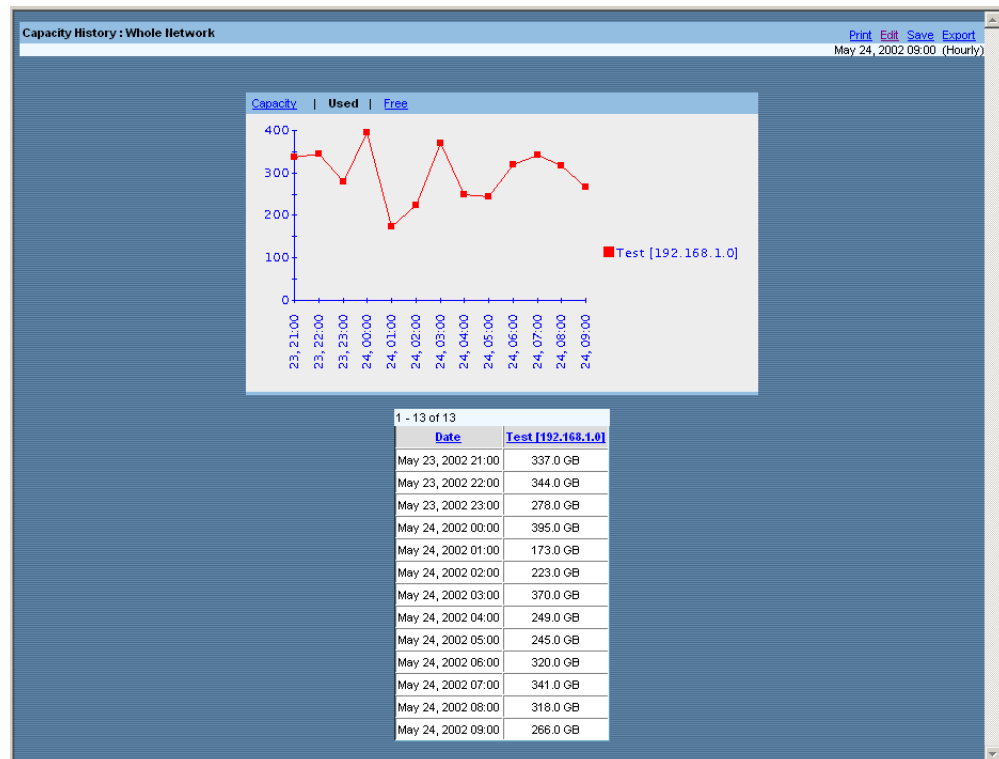 Capacity History : Whole Network
Print Edit Save Export
May 24, 2002 09:00 (Hourly)
Capacity | Used | Free
400
300
200
100
0
23, 21:00
23, 22:00
23, 23:00
24, 00:00
24, 01:00
24, 02:00
24, 03:00
24, 04:00
24, 05:00
24, 06:00
24, 07:00
24, 08:00
24, 09:00
Test [192.168.1.0]
1 - 13 of 13
Date Test [192.168.1.0]
May 23, 2002 21:00 337.0 GB
May 23, 2002 22:00 344.0 GB
May 23, 2002 23:00 278.0 GB
May 24, 2002 00:00 395.0 GB
May 24, 2002 01:00 173.0 GB
May 24, 2002 02:00 223.0 GB
May 24, 2002 03:00 370.0 GB
May 24, 2002 04:00 249.0 GB
May 24, 2002 05:00 245.0 GB
May 24, 2002 06:00 320.0 GB
May 24, 2002 07:00 341.0 GB
May 24, 2002 08:00 318.0 GB
May 24, 2002 09:00 266.0 GB